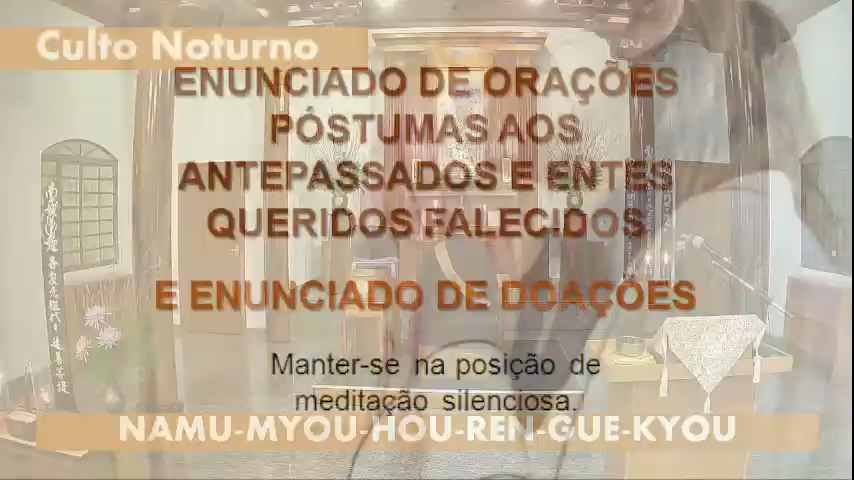 Culto Noturno
ENUNCIADO DE ORAÇÕES
PÓSTUMAS AOS
ANTEPASSADOS E ENTES
QUERIDOS FALECIDOS
E ENUNCIADO DE DOAÇÕES
Manter-se na posição de
meditação silenciosa.
NAMU-MYOU-HOU-REN-GUE-KYOU